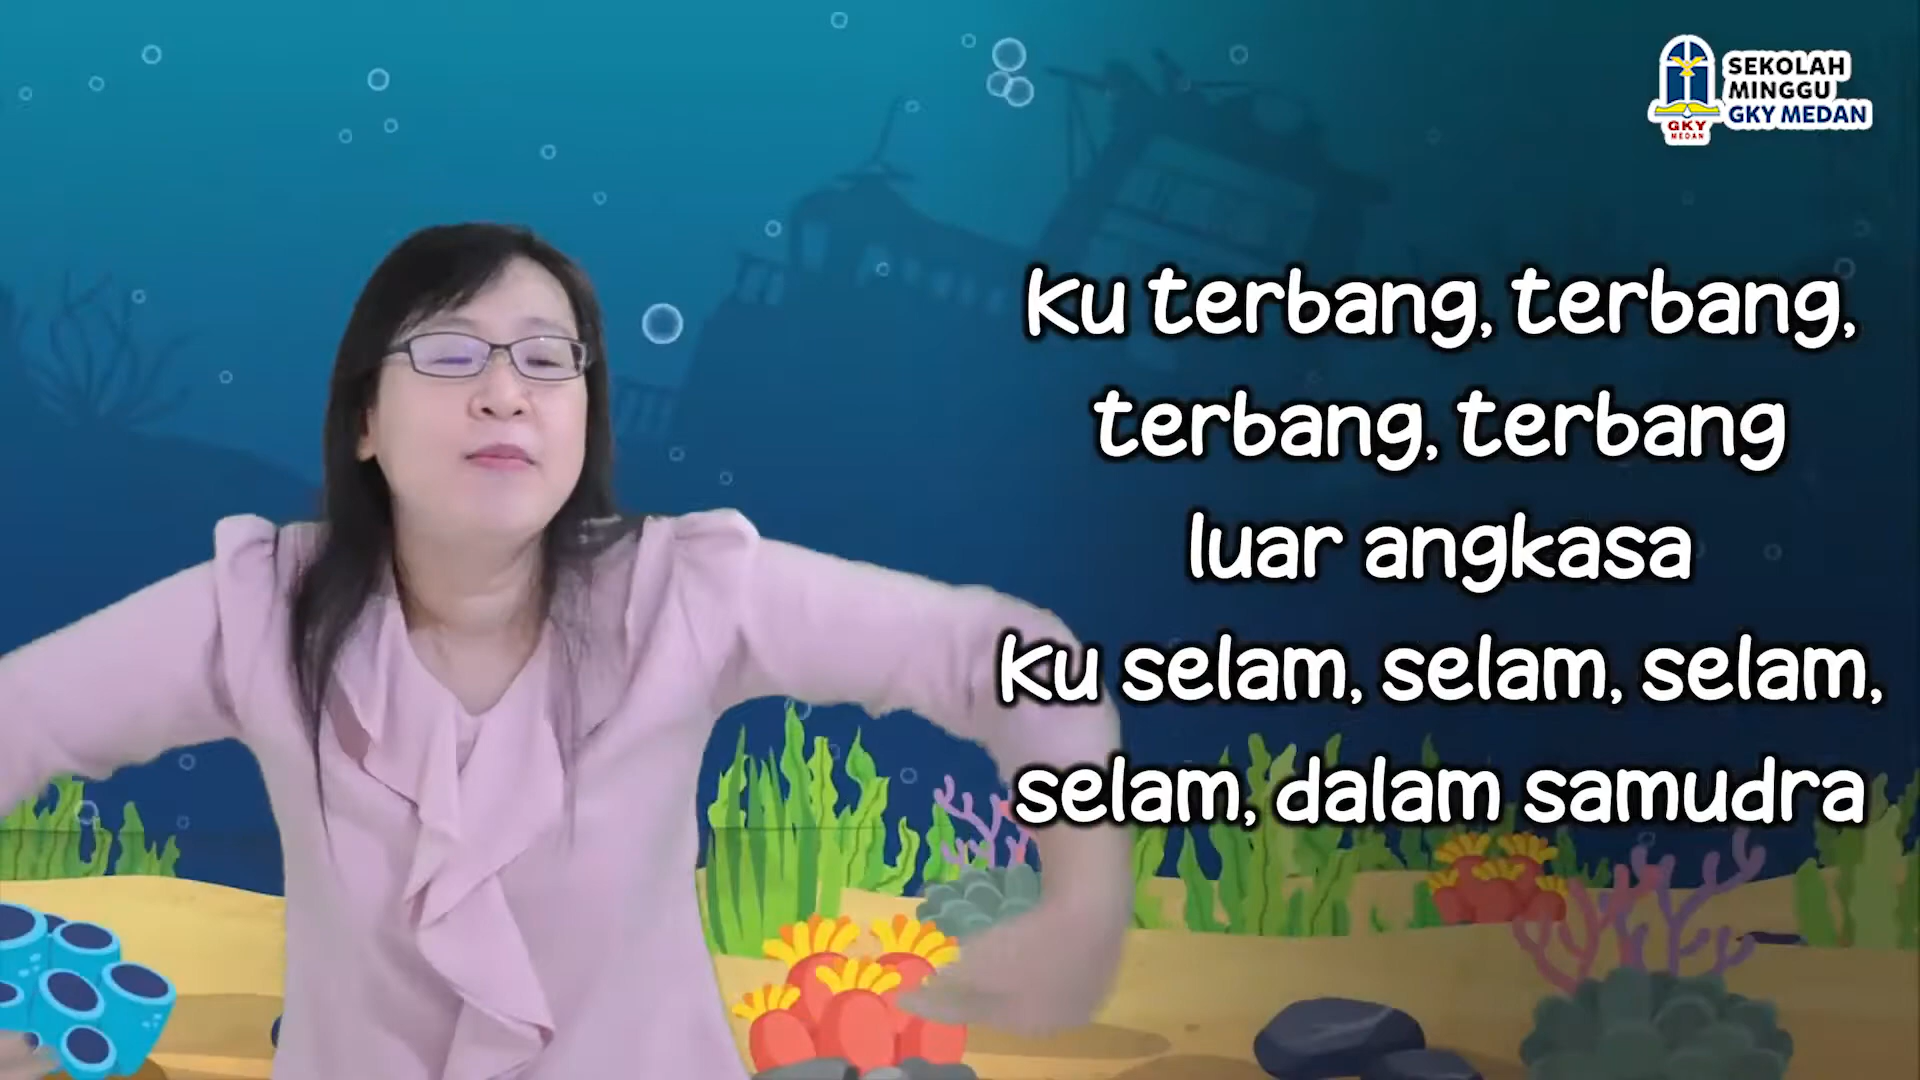 SEKOLAH
MINGGU
GKY MEDAN
GKY
MEDAN
Ku terbang, terbang,
terbang, terbang
luar angkasa
Ku selam, selam, selam,
selam, dalam samudra